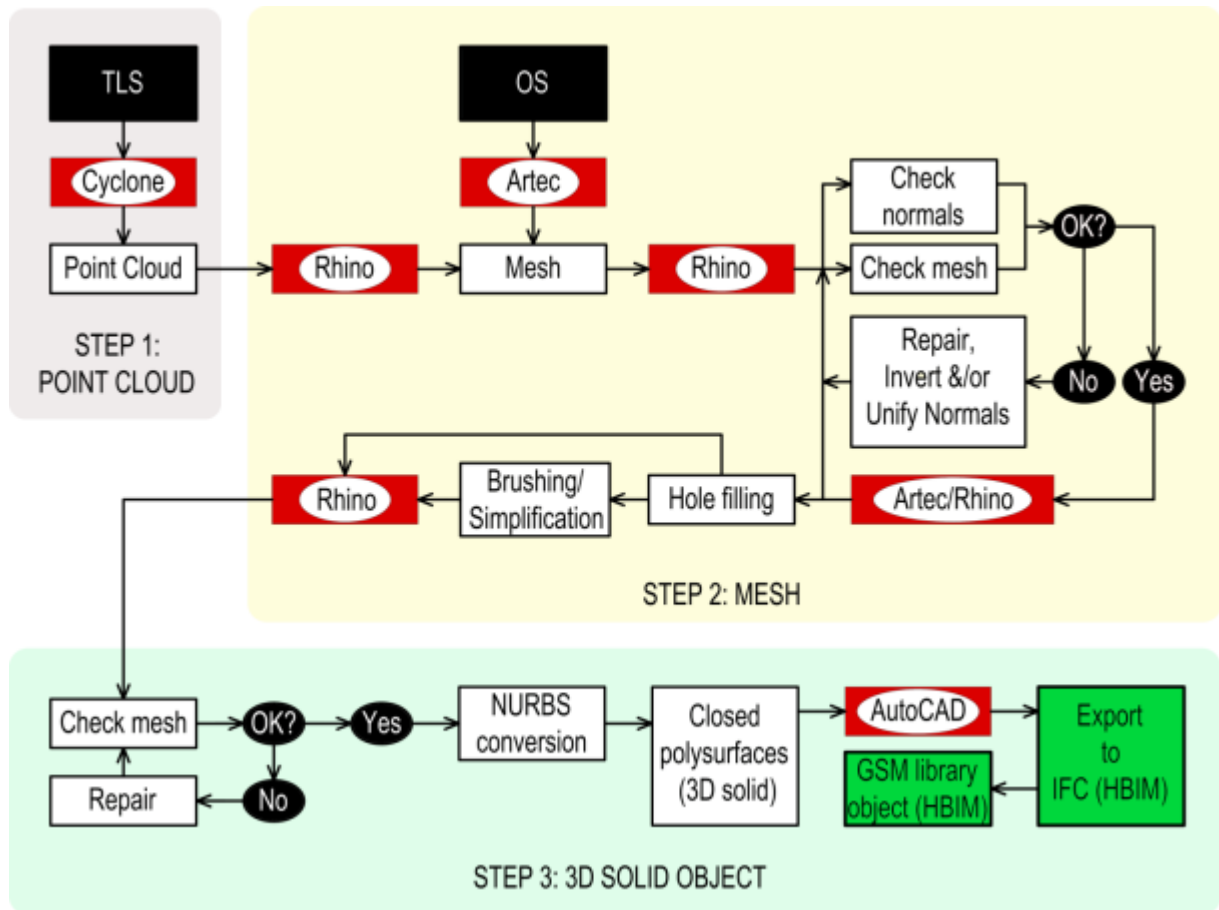 TLS
Cyclone
Point Cloud
STEP 1:
POINT CLOUD
OS
Artec
Rhino
Mesh
Rhino
Check
normals
Check mesh
OK?
Repair,
Invert &/or
Unify Normals
No
Yes
Artec/Rhino
Hole filling
Brushing/
Simplification
Rhino
STEP 2: MESH
Check mesh
OK?
Yes
No
Repair
NURBS
conversion
Closed
polysurfaces
(3D solid)
AutoCAD
Export
to
IFC (HBIM)
GSM library
object (HBIM)
STEP 3: 3D SOLID OBJECT